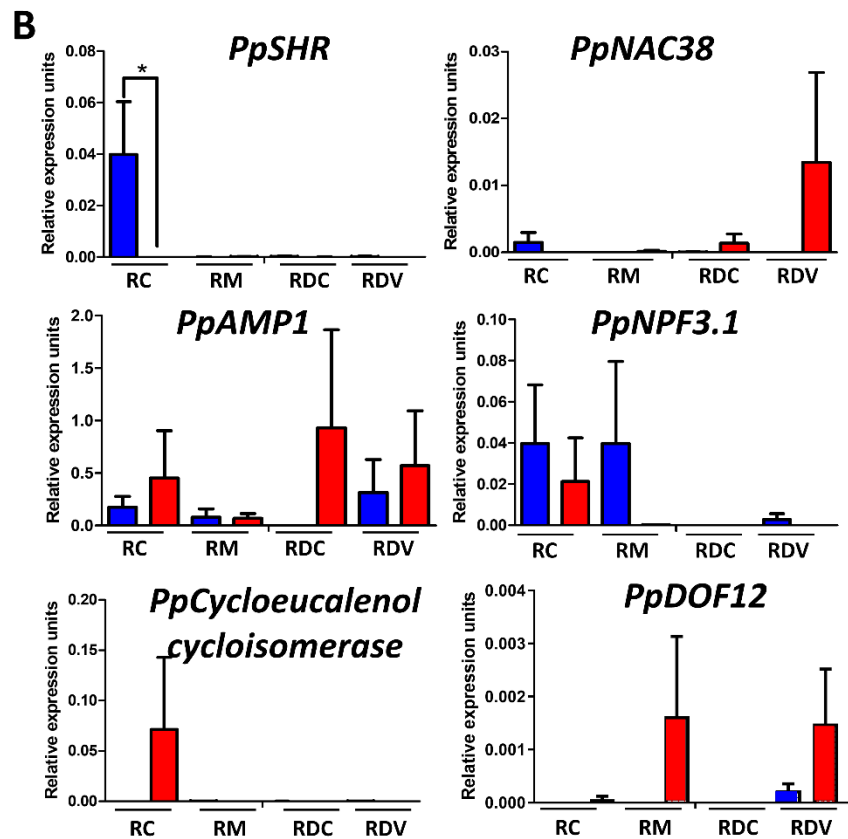 B
PpSHR
Relative expression units
0.08
0.06
0.04
0.02
0.00
*
RC RM RDC RDV
PpNAC38
Relative expression units
0.03
0.02
0.01
0.00
RC RM RDC RDV
PpAMP1
Relative expression units
2.0
1.5
1.0
0.5
0.0
RC RM RDC RDV
PpNPF3.1
Relative expression units
0.10
0.08
0.06
0.04
0.02
0.00
RC RM RDC RDV
PpCycloeucalenol
cycloisomerase
Relative expression units
0.20
0.15
0.10
0.05
0.00
RC RM RDC RDV
PpDOF12
Relative expression units
0.004
0.003
0.002
0.001
0.000
RC RM RDC RDV